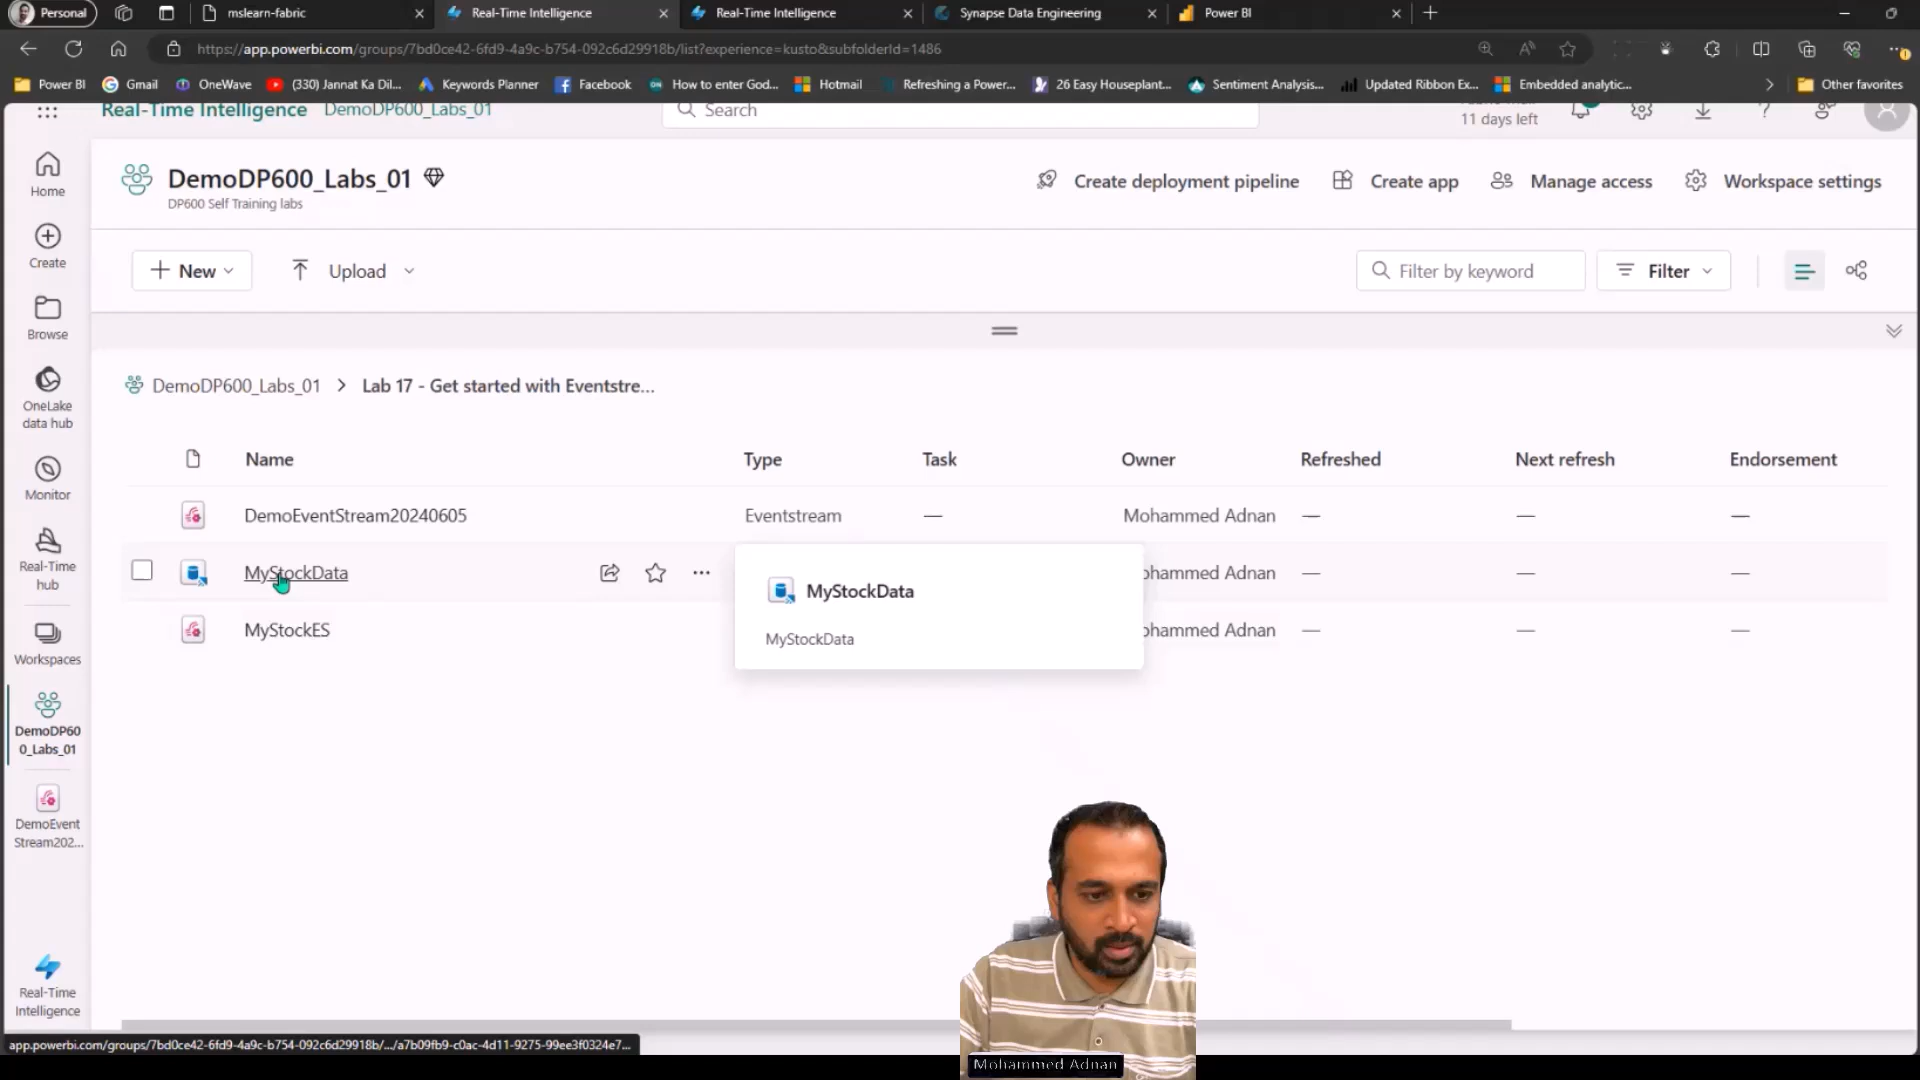 Personal
mslearn-fabric
Real-Time Intelligence
Real-Time Intelligence
Synapse Data Engineering
Power BI
https://app.powerbi.com/groups/7bd0ce42-6fd9-4a9c-b754-092c6d29918b/list?experience=kusto&subfolderId=1486
Power BI
Gmail
OneWave
(330) Jannat Ka Dil...
Keywords Planner
Facebook
How to enter God...
Hotmail
Refreshing a Power...
26 Easy Houseplant...
Sentiment Analysis...
Updated Ribbon Ex...
Embedded analytic...
Other favorites
Real-Time Intelligence
DemoDP600_Labs_01
Search
11 days left
DemoDP600_Labs_01
DP600 Self Training labs
Create deployment pipeline
Create app
Manage access
Workspace settings
Home
Create
Browse
OneLake
data hub
Monitor
Real-Time
hub
Workspaces
DemoDP60
0_Labs_01
DemoEvent
Stream202...
Real-Time
Intelligence
New
Upload
Filter by keyword
Filter
DemoDP600_Labs_01 > Lab 17 - Get started with Eventstre...
Name
Type
Task
Owner
Refreshed
Next refresh
Endorsement
DemoEventStream20240605
Eventstream
—
Mohammed Adnan
—
—
—
MyStockData
ohammed Adnan
—
—
—
MyStockData
MyStockData
MyStockES
ohammed Adnan
—
—
—
app.powerbi.com/groups/7bd0ce42-6fd9-4a9c-b754-092c6d29918b/.../a7b09fb9-c0ac-4d11-9275-99ee3f0324e7...
Mohammed Adnan